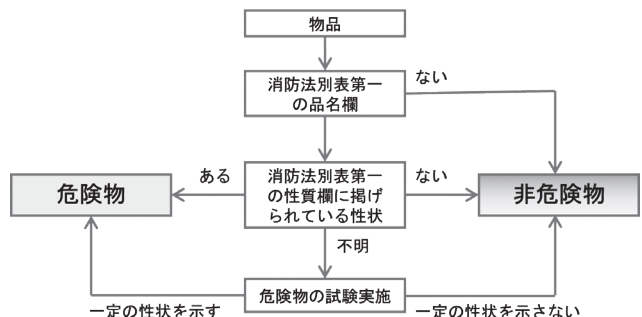 物品
消防法別表第一
の品名欄
ない
ある
消防法別表第一
の性質欄に掲げ
られている性状
ない
危険物
非危険物
不明
危険物の試験実施
一定の性状を示す
一定の性状を示さない